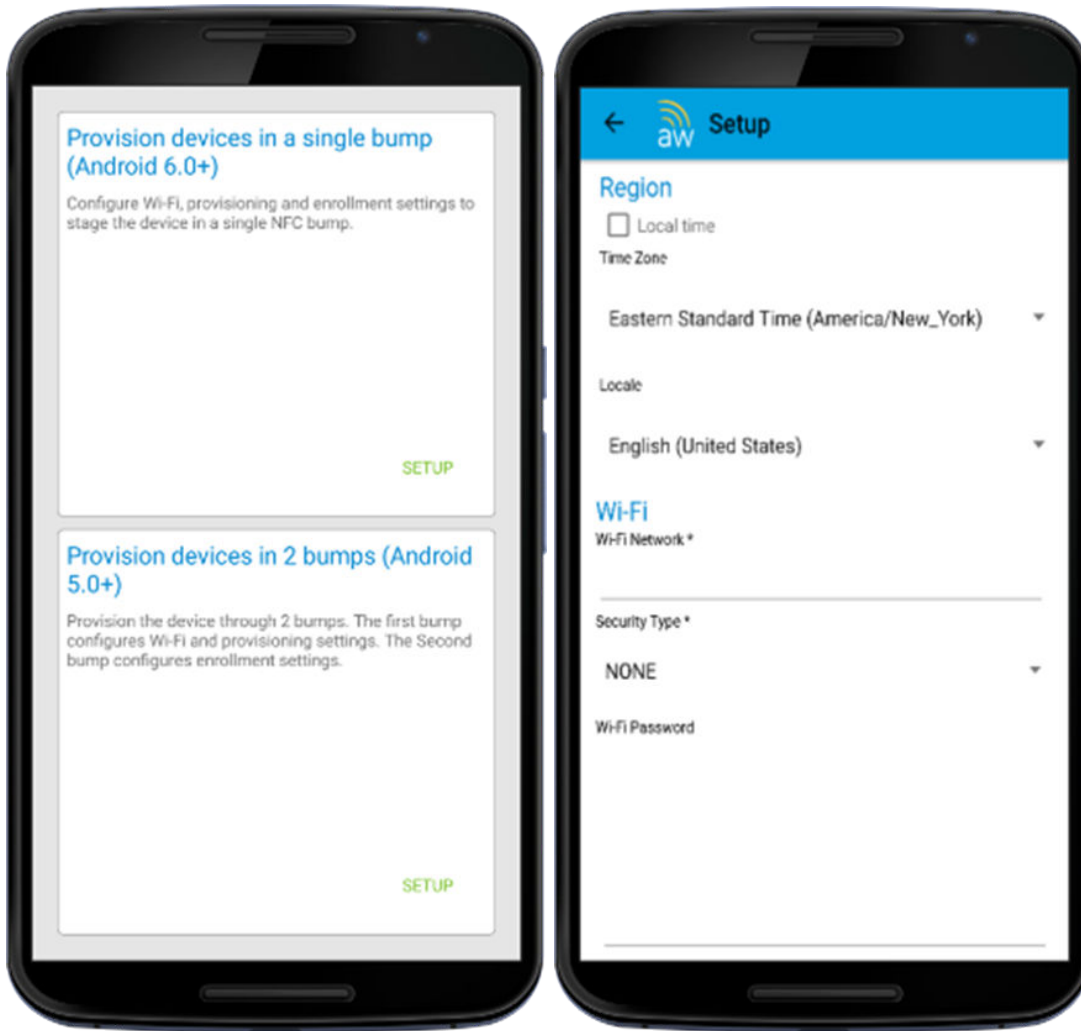 Provision devices in a single bump
(Android 6.0+)
Configure Wi-Fi, provisioning and enrollment settings to
stage the device in a single NFC bump.
SETUP
Provision devices in 2 bumps (Android
5.0+)
Provision the device through 2 bumps. The first bump
configures Wi-Fi and provisioning settings. The Second
bump configures enrollment settings.
SETUP
aw Setup
Region
Local time
Time Zone
Eastern Standard Time (America/New_York)
Locale
English (United States)
Wi-Fi
Wi-Fi Network *
Security Type *
NONE
Wi-Fi Password